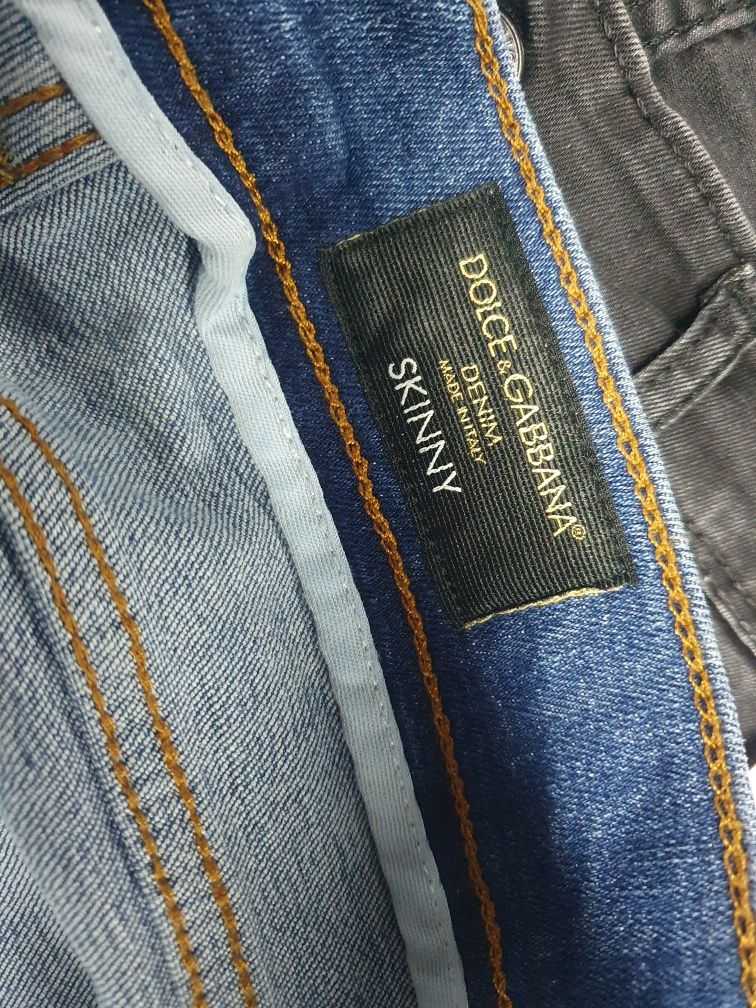 DOLCE & GABBANA®
DENIM
MADE IN ITALY
SKINNY